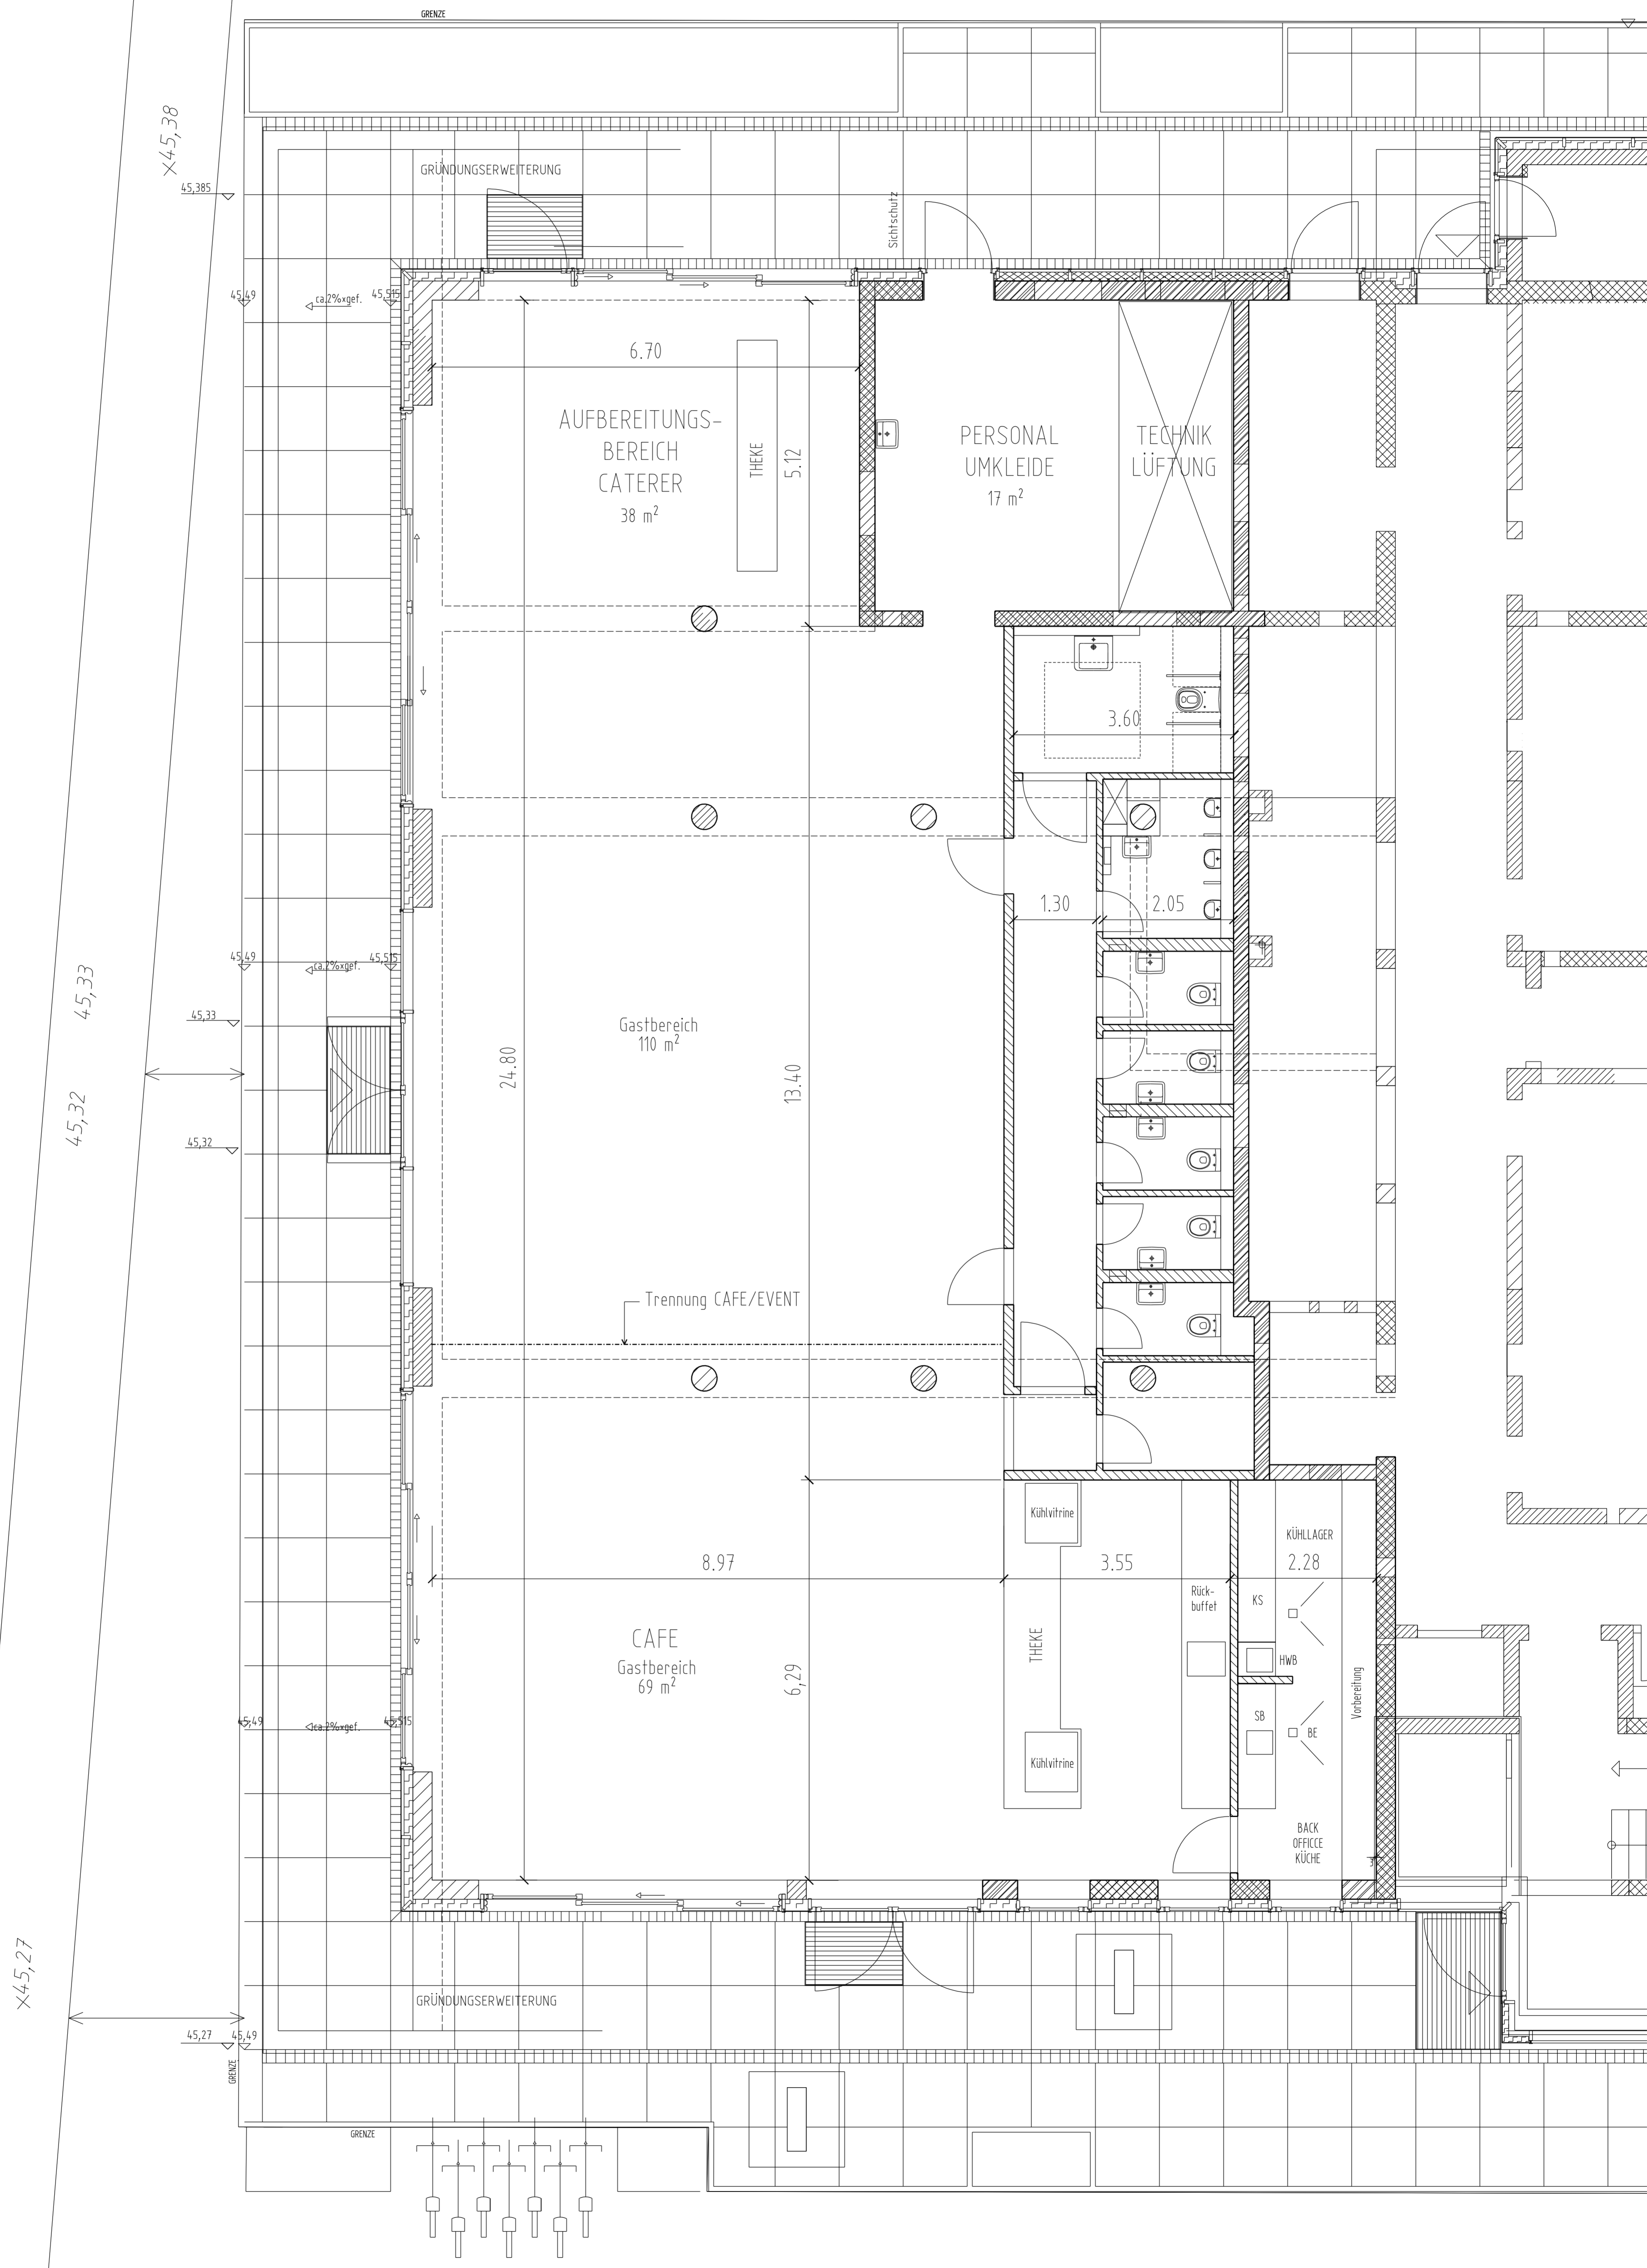 GRENZE
×45,38
GRÜNDUNGSERWEITERUNG
45,385
Sichtschutz
45,49
ca.2%xgef.
45,515
6.70
AUFBEREITUNGS-
BEREICH
CATERER
38 m²
THEKE
5.12
PERSONAL
UMKLEIDE
17 m²
TECHNIK
LÜFTUNG
3.60
1.30
2.05
45,33
45,49
ca.2%xgef.
45,515
45,33
Gastbereich
110 m²
24.80
13.40
45,32
45,32
Trennung CAFE/EVENT
Kühlvitrine
KÜHLLAGER
8.97
3.55
2.28
Rück-
buffet
KS
CAFE
Gastbereich
69 m²
6,29
THEKE
HWB
Vorbereitung
SB
BE
45,49
ca.2%xgef.
45,515
Kühlvitrine
BACK
OFFICCE
KÜCHE
×45,27
GRÜNDUNGSERWEITERUNG
45,27
45,49
GRENZE
GRENZE